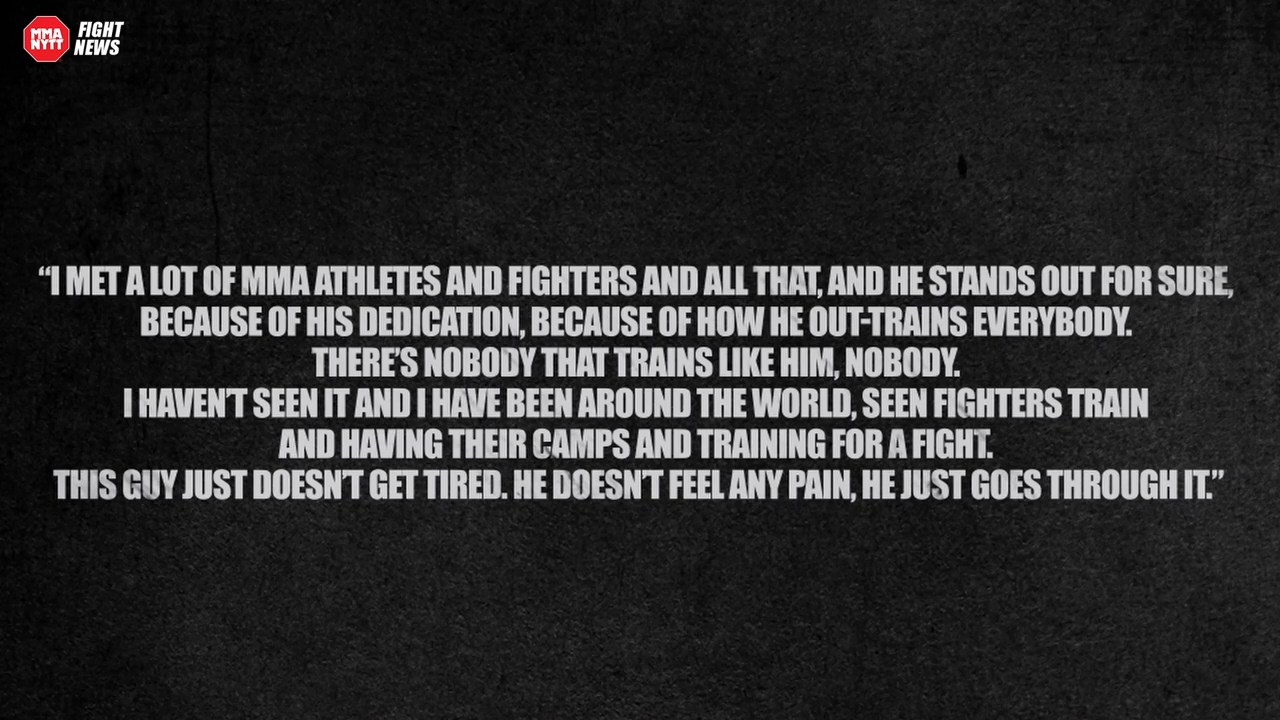 MMA
NYTT
FIGHT
NEWS
“I MET A LOT OF MMA ATHLETES AND FIGHTERS AND ALL THAT, AND HE STANDS OUT FOR SURE,
BECAUSE OF HIS DEDICATION, BECAUSE OF HOW HE OUT-TRAINS EVERYBODY.
THERE’S NOBODY THAT TRAINS LIKE HIM, NOBODY.
I HAVEN’T SEEN IT AND I HAVE BEEN AROUND THE WORLD, SEEN FIGHTERS TRAIN
AND HAVING THEIR CAMPS AND TRAINING FOR A FIGHT.
THIS GUY JUST DOESN’T GET TIRED. HE DOESN’T FEEL ANY PAIN, HE JUST GOES THROUGH IT.”